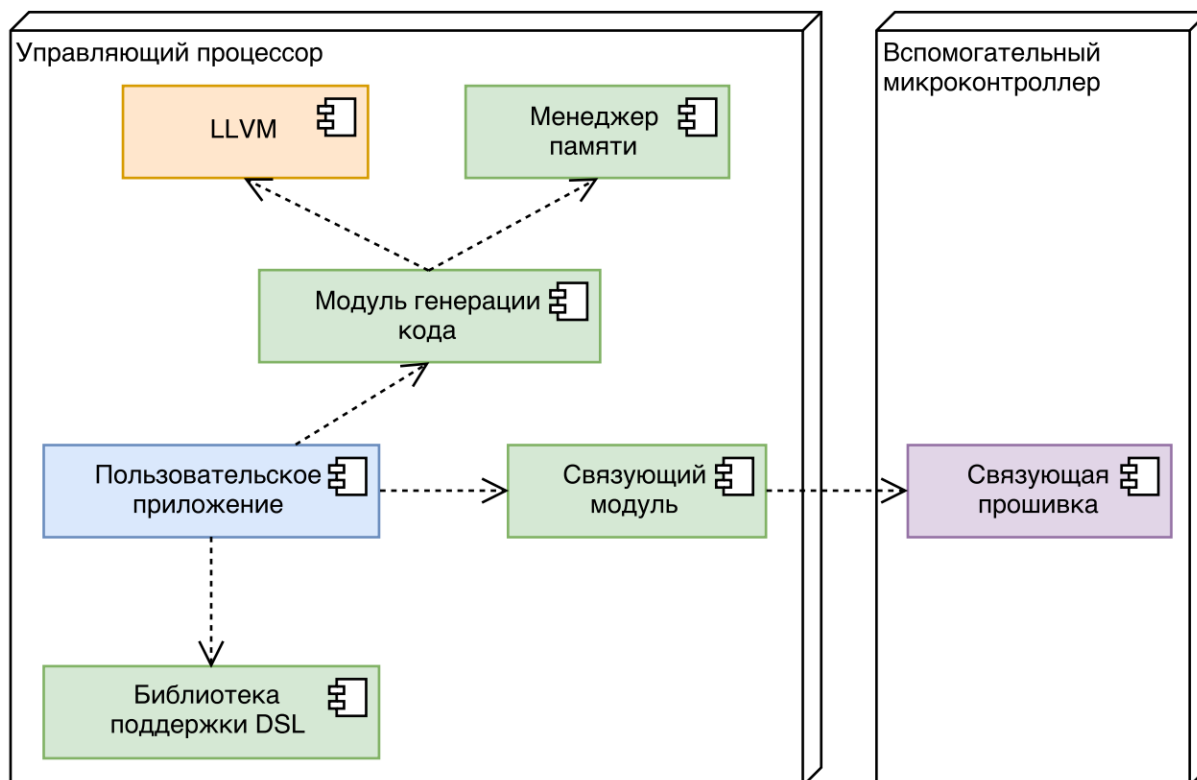 Управляющий процессор
Вспомогательный
микроконтроллер
LLVM
Менеджер
памяти
Модуль генерации
кода
Пользовательское
приложение
Связующий
модуль
Связующая
прошивка
Библиотека
поддержки DSL